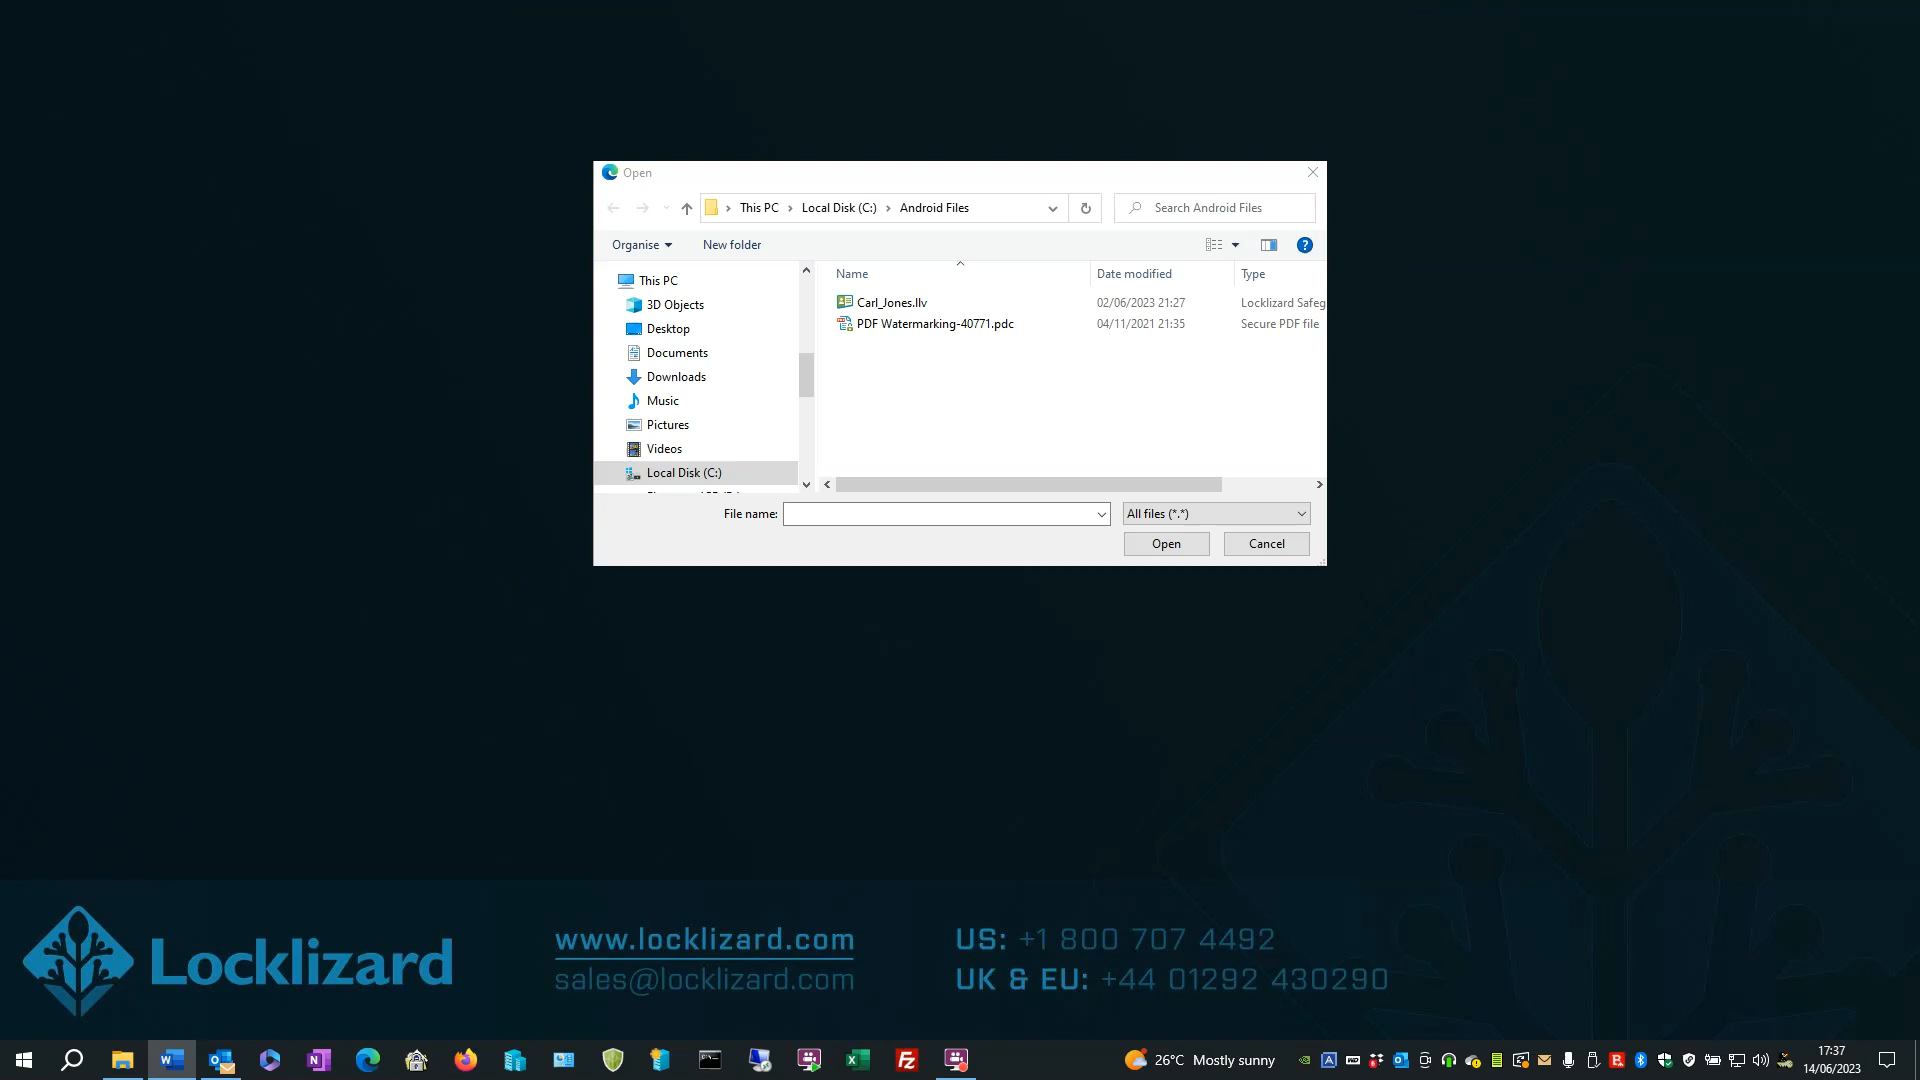 Open
This PC
Local Disk (C:)
Android Files
Search Android Files
Organise
New folder
This PC
3D Objects
Desktop
Documents
Downloads
Music
Pictures
Videos
Local Disk (C:)
Name
Date modified
Type
Carl_Jones.llv
02/06/2023 21:27
Locklizard Safeg
PDF Watermarking-40771.pdc
04/11/2021 21:35
Secure PDF file
File name:
All files (*.*)
Open
Cancel
Locklizard
www.locklizard.com
sales@locklizard.com
US: +1 800 707 4492
UK & EU: +44 01292 430290
26°C Mostly sunny
17:37
14/06/2023